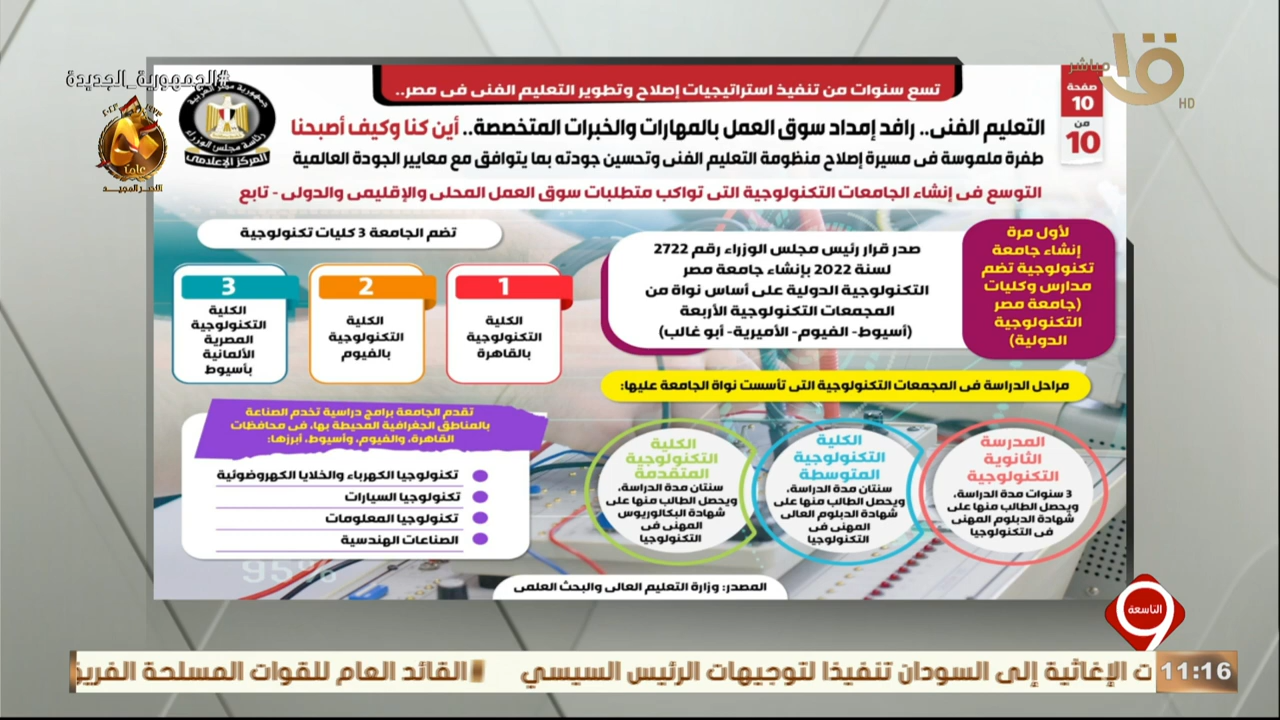 #الجمهورية_الجديدة
مباشر
HD
عامًا
النصر المجيد
جمهورية مصر العربية
رئاسة مجلس الوزراء
المركز الإعلامى
تسع سنوات من تنفيذ استراتيجيات إصلاح وتطوير التعليم الفنى فى مصر..
صفحة
10
من
10
التعليم الفنى.. رافد إمداد سوق العمل بالمهارات والخبرات المتخصصة.. أين كنا وكيف أصبحنا
طفرة ملموسة فى مسيرة إصلاح منظومة التعليم الفنى وتحسين جودته بما يتوافق مع معايير الجودة العالمية
التوسع فى إنشاء الجامعات التكنولوجية التى تواكب متطلبات سوق العمل المحلى والإقليمى والدولى - تابع
لأول مرة
إنشاء جامعة
تكنولوجية تضم
مدارس وكليات
(جامعة مصر
التكنولوجية
الدولية)
صدر قرار رئيس مجلس الوزراء رقم 2722
لسنة 2022 بإنشاء جامعة مصر
التكنولوجية الدولية على أساس نواة من
المجمعات التكنولوجية الأربعة
(أسيوط- الفيوم- الأميرية- أبو غالب)
تضم الجامعة 3 كليات تكنولوجية
1
الكلية
التكنولوجية
بالقاهرة
2
الكلية
التكنولوجية
بالفيوم
3
الكلية
التكنولوجية
المصرية
الألمانية
بأسيوط
مراحل الدراسة فى المجمعات التكنولوجية التى تأسست نواة الجامعة عليها:
المدرسة
الثانوية
التكنولوجية
3 سنوات مدة الدراسة،
ويحصل الطالب منها على
شهادة الدبلوم المهنى
فى التكنولوجيا
الكلية
التكنولوجية
المتوسطة
سنتان مدة الدراسة،
ويحصل الطالب منها على
شهادة الدبلوم العالى
المهنى فى
التكنولوجيا
الكلية
التكنولوجية
المتقدمة
سنتان مدة الدراسة،
ويحصل الطالب منها على
شهادة البكالوريوس
المهنى فى
التكنولوجيا
تقدم الجامعة برامج دراسية تخدم الصناعة
بالمناطق الجغرافية المحيطة بها، فى محافظات
القاهرة، والفيوم، وأسيوط، أبرزها:
تكنولوجيا الكهرباء والخلايا الكهروضوئية
تكنولوجيا السيارات
تكنولوجيا المعلومات
الصناعات الهندسية
95%
المصدر: وزارة التعليم العالى والبحث العلمى
التاسعة
9
11:16
ت الإغاثية إلى السودان تنفيذا لتوجيهات الرئيس السيسي
القائد العام للقوات المسلحة الفريق